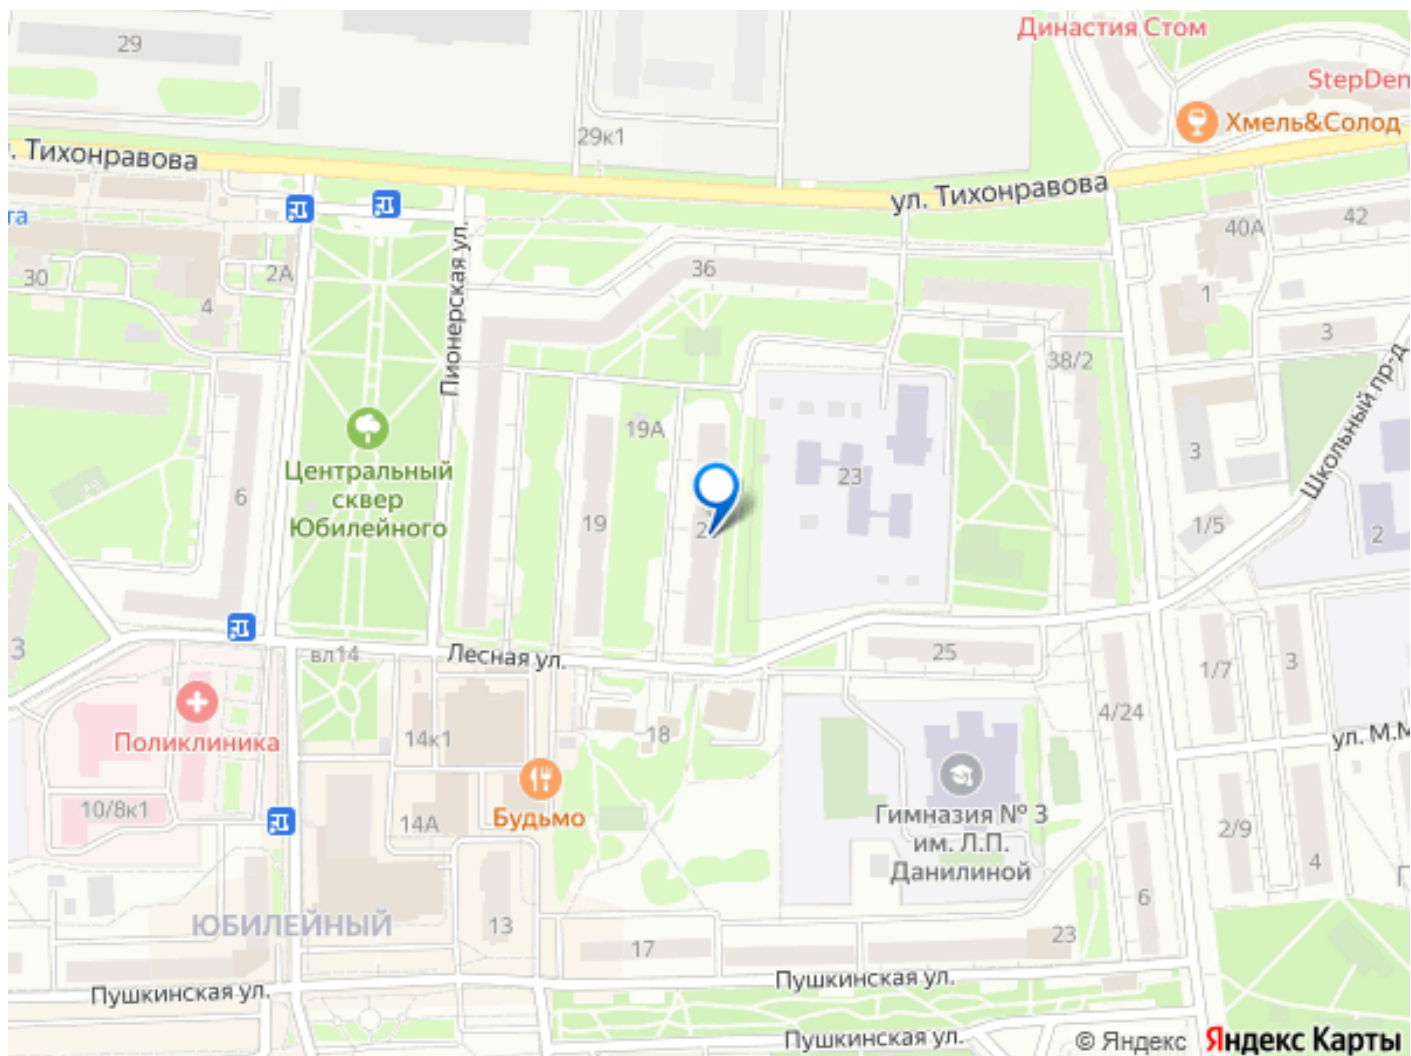 29
Династия Стом
StepDen
Хмель&Солод
29к1
. Тихонравова
ул. Тихонравова
та
30
2А
4
Пионерская ул.
36
40А
42
1
3
38/2
Школьный пр-д
19А
Центральный
сквер
Юбилейного
6
19
2
23
3
1/5
2
3
вл14
Лесная ул.
25
1/7
3
4/24
Поликлиника
14к1
18
ул. М.М
10/8к1
14А
Будьмо
Гимназия № 3
им. Л.П.
Данилиной
2/9
4
ЮБИЛЕЙНЫЙ
13
17
23
6
Пушкинская ул.
Пушкинская ул.
Пушкинская ул.
© Яндекс Яндекс Карты